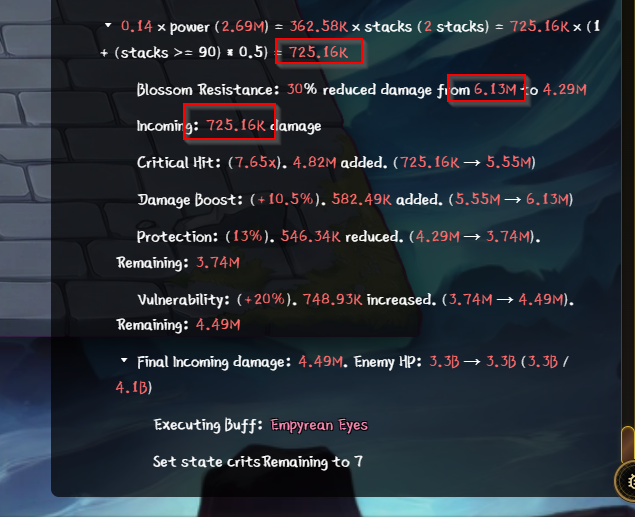 0.14 x power (2.69M) = 362.58K x stacks (2 stacks) = 725.16K x (1
+ (stacks >= 90) * 0.5) = 725.16K
Blossom Resistance: 30% reduced damage from 6.13M to 4.29M
Incoming: 725.16K damage
Critical Hit: (7.65x). 4.82M added. (725.16K → 5.55M)
Damage Boost: (+10.5%). 582.49K added. (5.55M → 6.13M)
Protection: (13%). 546.34K reduced. (4.29M → 3.74M).
Remaining: 3.74M
Vulnerability: (+20%). 748.93K increased. (3.74M → 4.49M).
Remaining: 4.49M
Final Incoming damage: 4.49M. Enemy HP: 3.3B → 3.3B (3.3B /
4.1B)
Executing Buff: Empyrean Eyes
Set state critsRemaining to 7